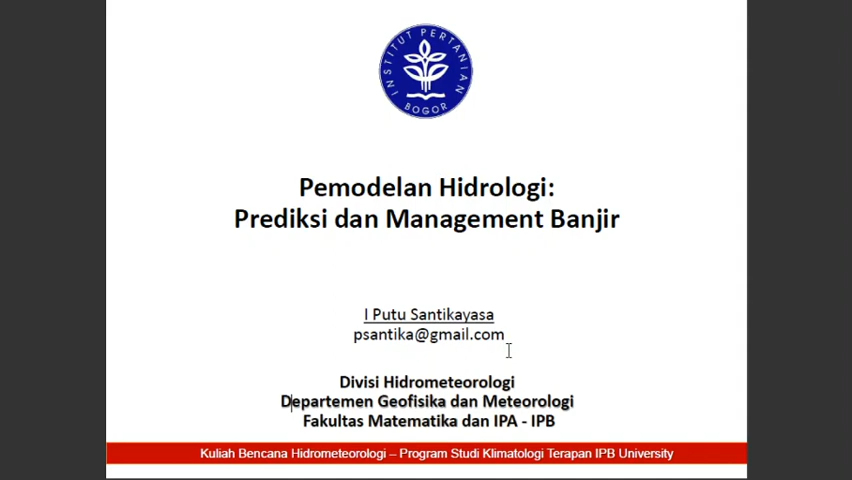 INSTITUT PERTANIAN
BOGOR
Pemodelan Hidrologi:
Prediksi dan Management Banjir
I Putu Santikayasa
psantika@gmail.com
Divisi Hidrometeorologi
Departemen Geofisika dan Meteorologi
Fakultas Matematika dan IPA - IPB
Kuliah Bencana Hidrometeorologi – Program Studi Klimatologi Terapan IPB University